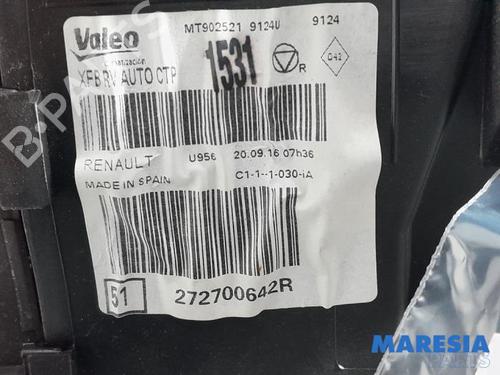 Valeo
MT902521 9124U
9124
Climatización
XFB RV AUTO CTP
1531
R
042
RENAULT
U956 20.09.16 07h36
MADE IN SPAIN
C1-1--1-030-iA
51
272700642R
MARESIA
PARTS